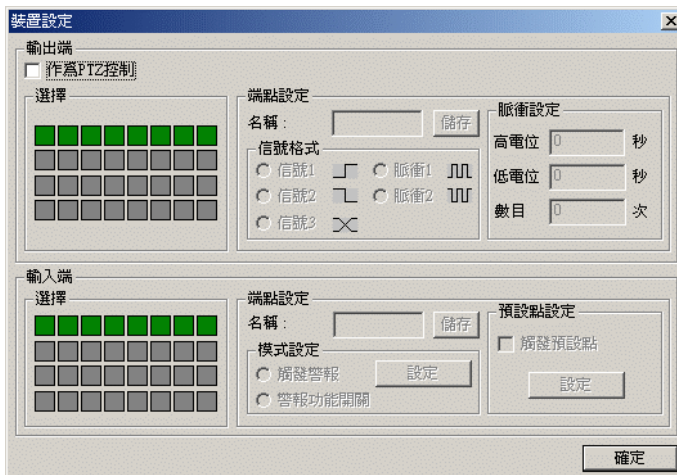 裝置設定
輸出端
作為PTZ控制
選擇
端點設定
名稱：
儲存
信號格式
信號1
脈衝1
信號2
脈衝2
信號3
脈衝設定
高電位 0 秒
低電位 0 秒
數目 0 次
輸入端
選擇
端點設定
名稱：
儲存
模式設定
觸發警報
設定
警報功能開關
預設點設定
觸發預設點
設定
確定